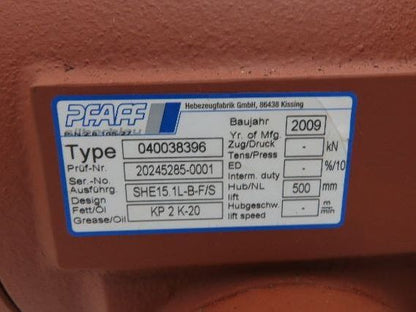 PFAFF
Hebezeugfabrik GmbH, 86438 Kissing
Type 040038396
Prüf-Nr. 20245285-0001
Ser.-No.
Ausführg. SHE15.1L-B-F/S
Design
Fett/Öl KP 2 K-20
Grease/Oil
Baujahr 2009
Yr. of Mfg.
Zug/Druck - kN
Tens/Press
ED - %/10
Interm. duty
Hub/NL 500 mm
lift
Hubgeschw. - m/min
lift speed